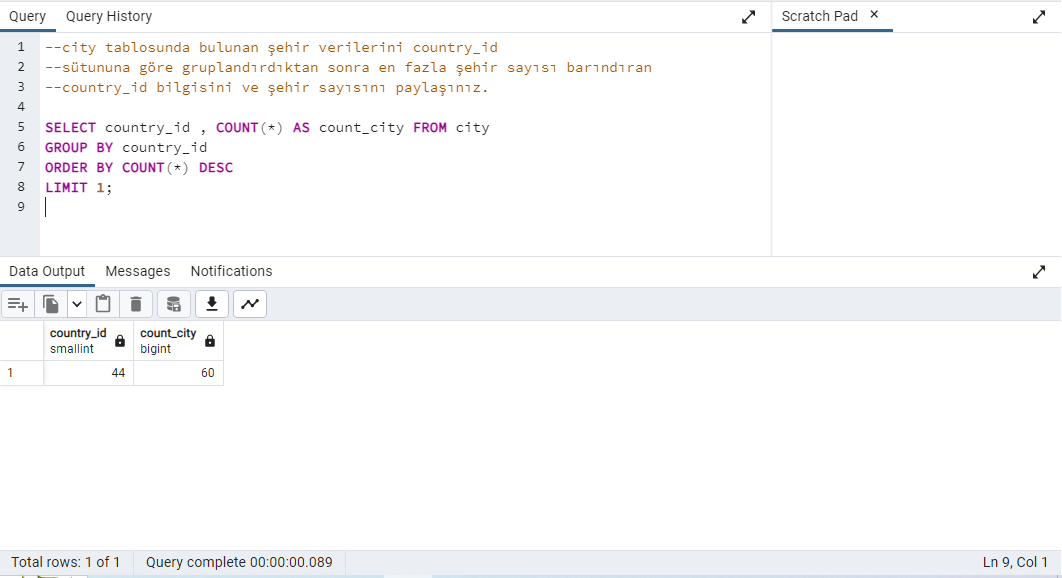 Query Query History
Scratch Pad ×
1 --city tablosunda bulunan şehir verilerini country_id
2 --sütununa göre gruplandırdıktan sonra en fazla şehir sayısı barındıran
3 --country_id bilgisini ve şehir sayısını paylaşınız.
4
5 SELECT country_id , COUNT(*) AS count_city FROM city
6 GROUP BY country_id
7 ORDER BY COUNT(*) DESC
8 LIMIT 1;
9
Data Output Messages Notifications
country_id count_city
smallint bigint
1 44 60
Total rows: 1 of 1 Query complete 00:00:00.089 Ln 9, Col 1